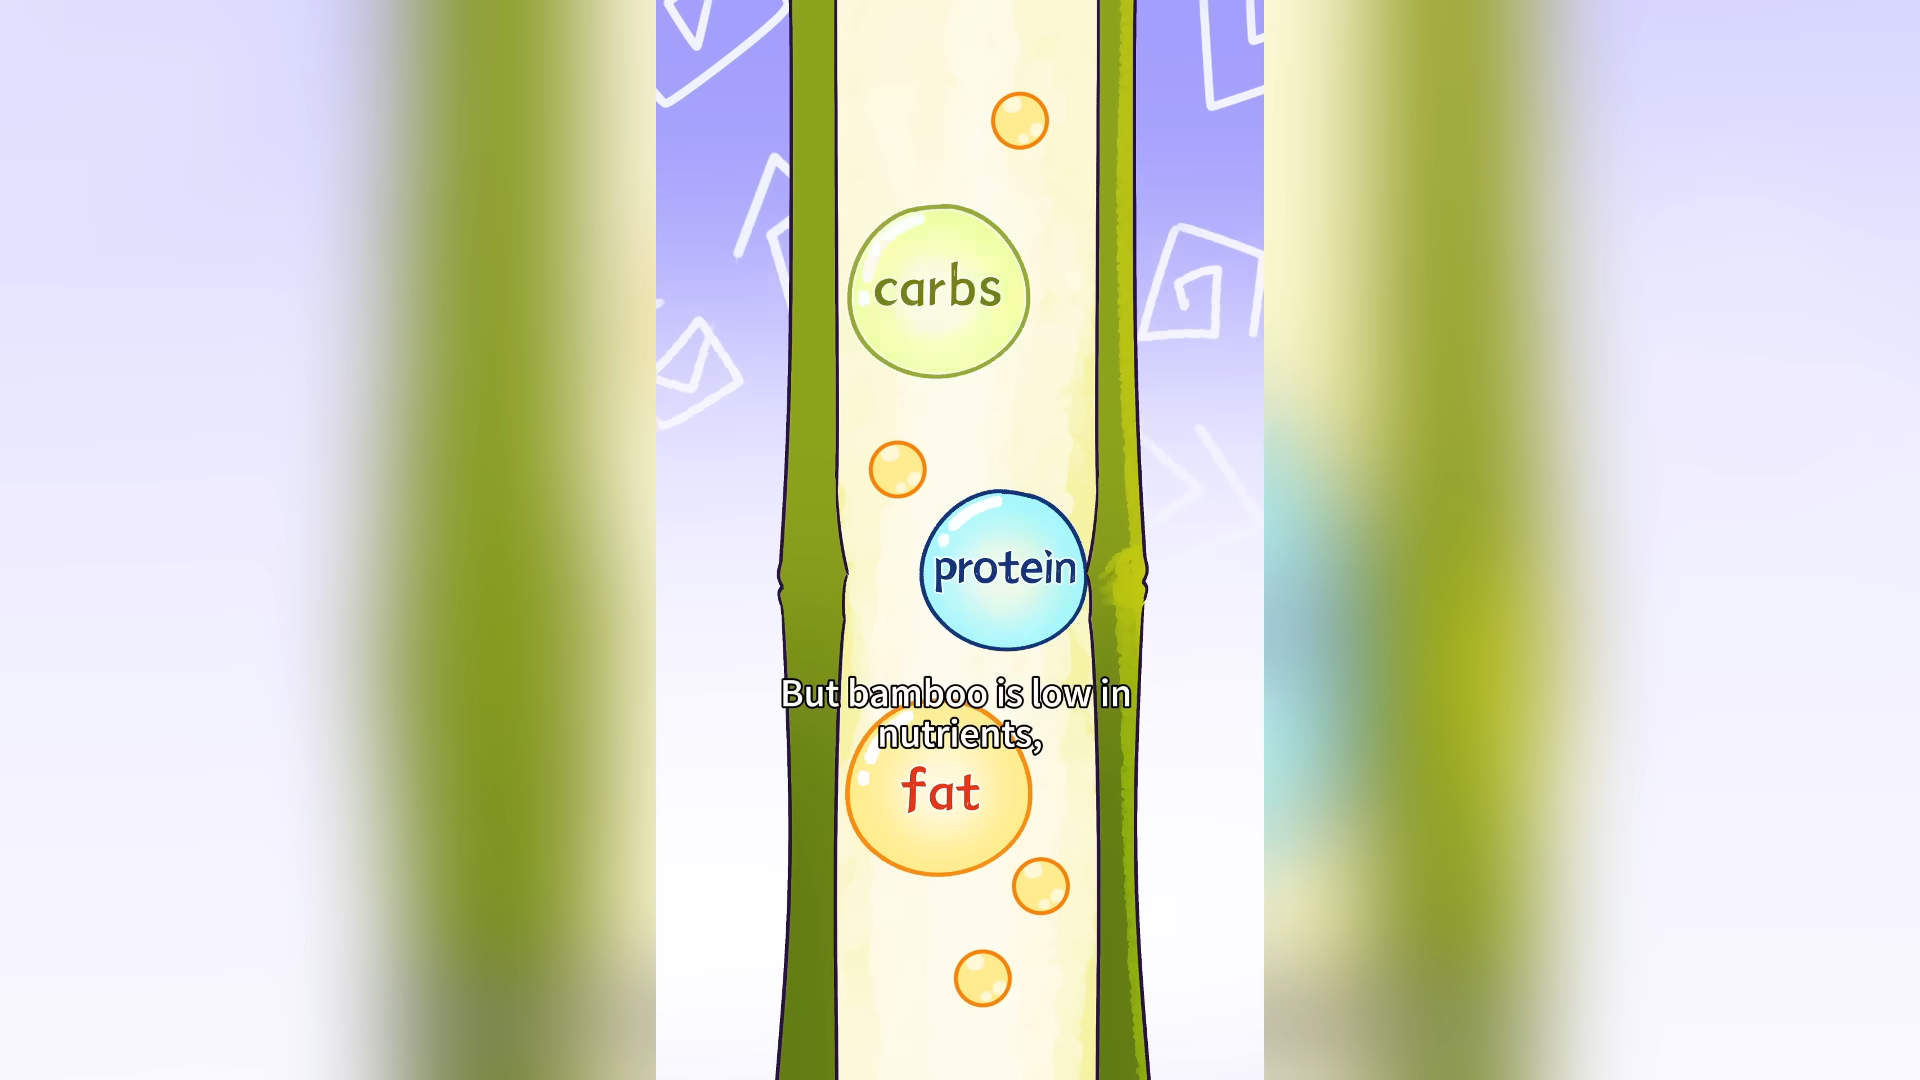 carbs
protein
But bamboo is low in
nutrients,
fat